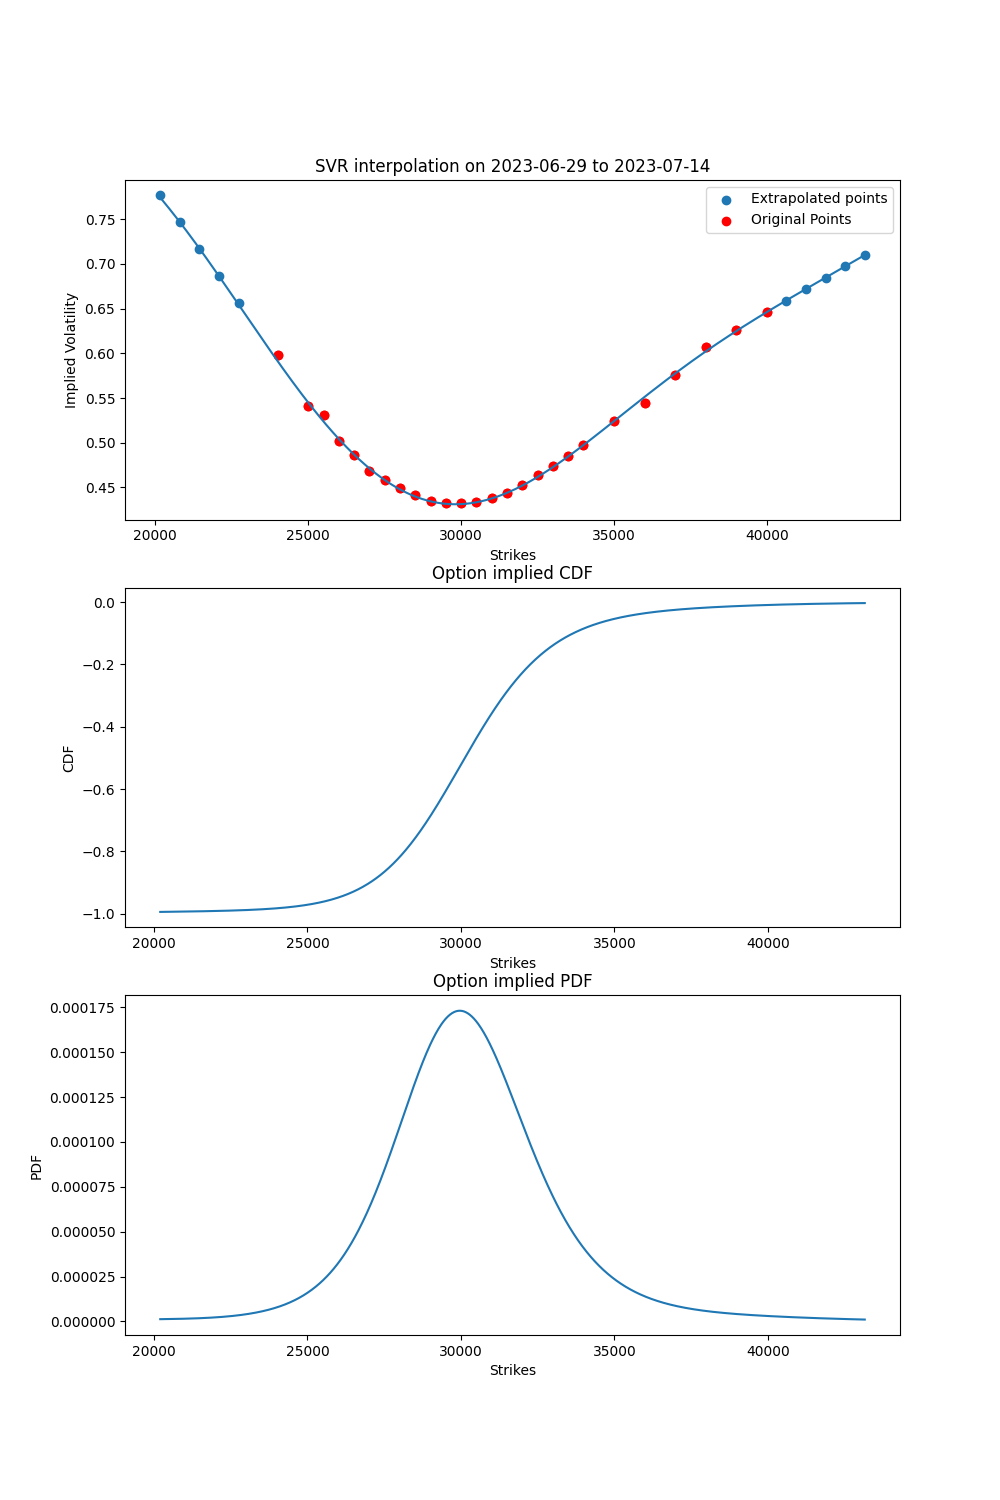 SVR interpolation on 2023-06-29 to 2023-07-14
Extrapolated points
Original Points
Implied Volatility
0.75
0.70
0.65
0.60
0.55
0.50
0.45
20000 25000 30000 35000 40000
Strikes
Option implied CDF
CDF
0.0
−0.2
−0.4
−0.6
−0.8
−1.0
20000 25000 30000 35000 40000
Strikes
Option implied PDF
PDF
0.000175
0.000150
0.000125
0.000100
0.000075
0.000050
0.000025
0.000000
20000 25000 30000 35000 40000
Strikes